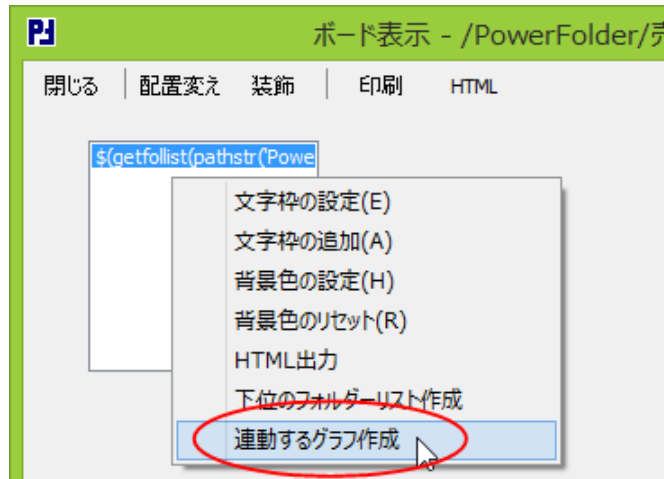 PJ
ボード表示 - /PowerFolder/売
閉じる 配置変え 装飾 印刷 HTML
$(getfollist(pathstr('Powe
文字枠の設定(E)
文字枠の追加(A)
背景色の設定(H)
背景色のリセット(R)
HTML出力
下位のフォルダーリスト作成
連動するグラフ作成